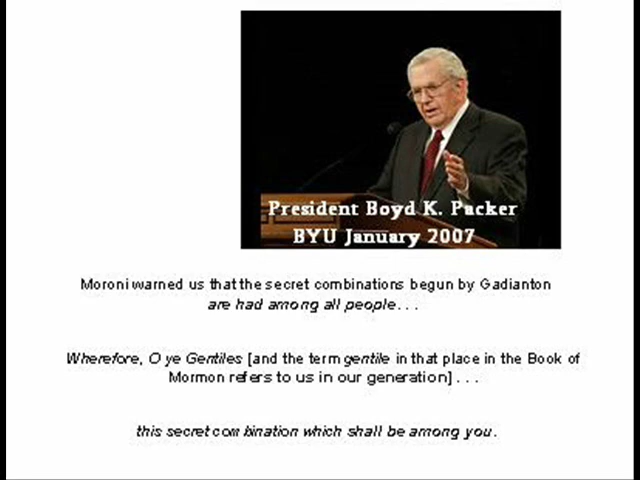 President Boyd K. Packer
BYU January 2007
Moroni warned us that the secret combinations begun by Gadianton
are had among all people . . .
Wherefore, O ye Gentiles [and the term gentile in that place in the Book of
Mormon refers to us in our generation] . . .
this secret combination which shall be among you.